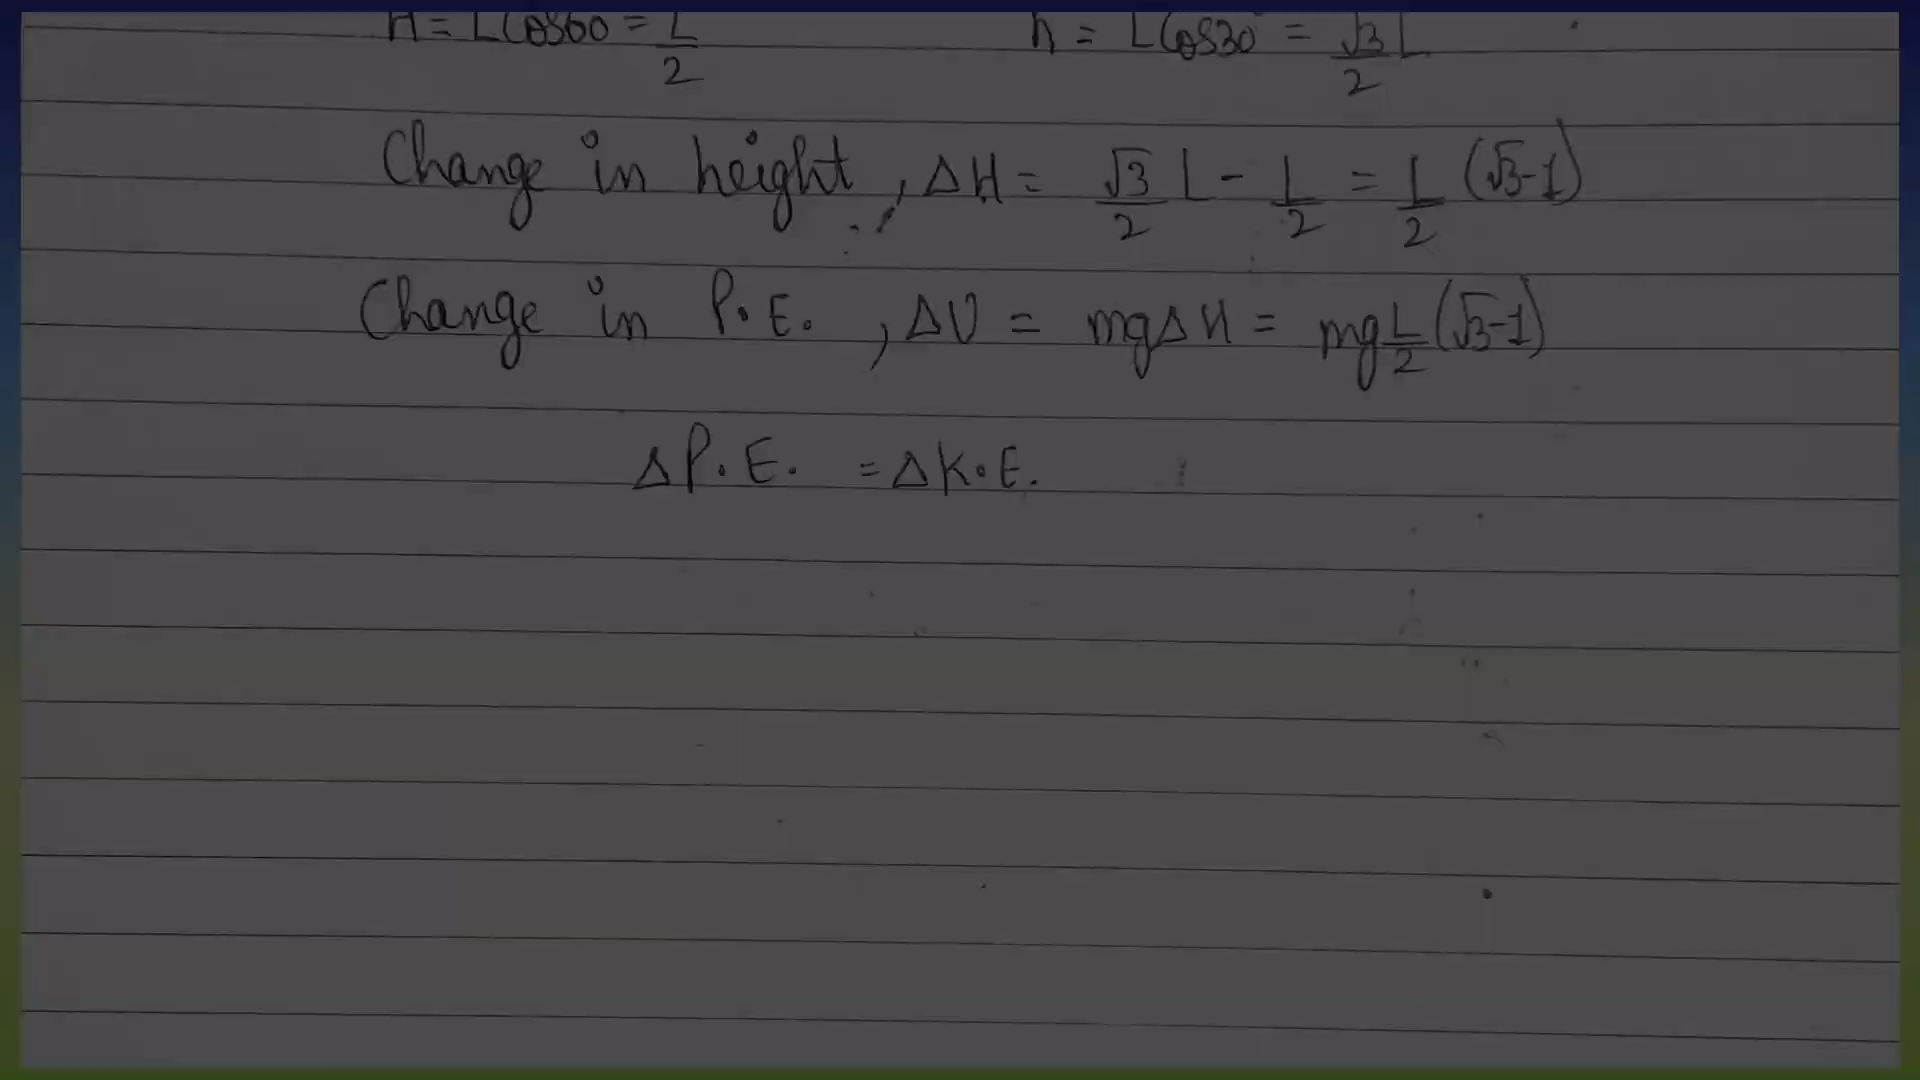 H = L Cos60 = L/2 h = L Cos30° = √3/2 L
Change in height, ΔH = √3/2 L - L/2 = L/2 (√3-1)
Change in P.E., ΔU = mgΔH = mg L/2 (√3-1)
ΔP.E. = ΔK.E.